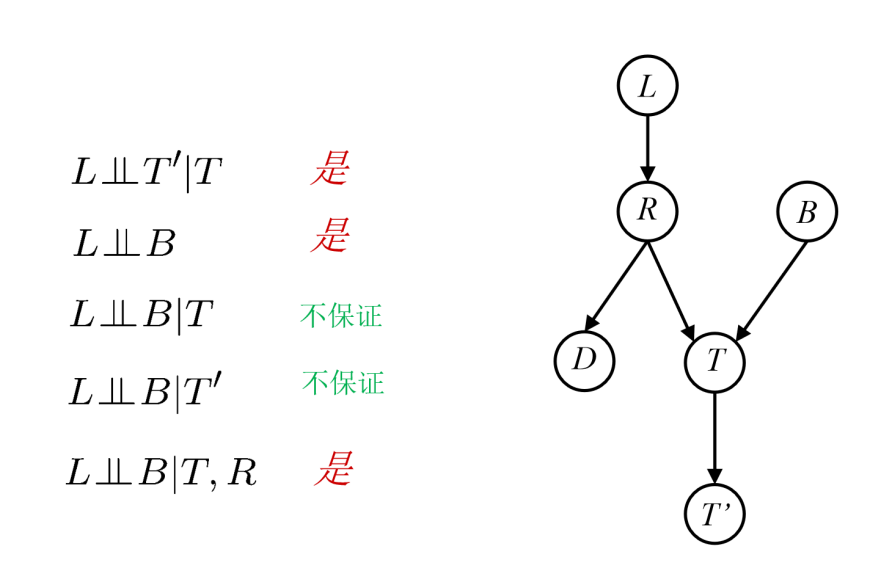 L⊥⊥T′|T 是
L⊥⊥B 是
L⊥⊥B|T 不保证
L⊥⊥B|T′ 不保证
L⊥⊥B|T, R 是
L
R
B
D
T
T’